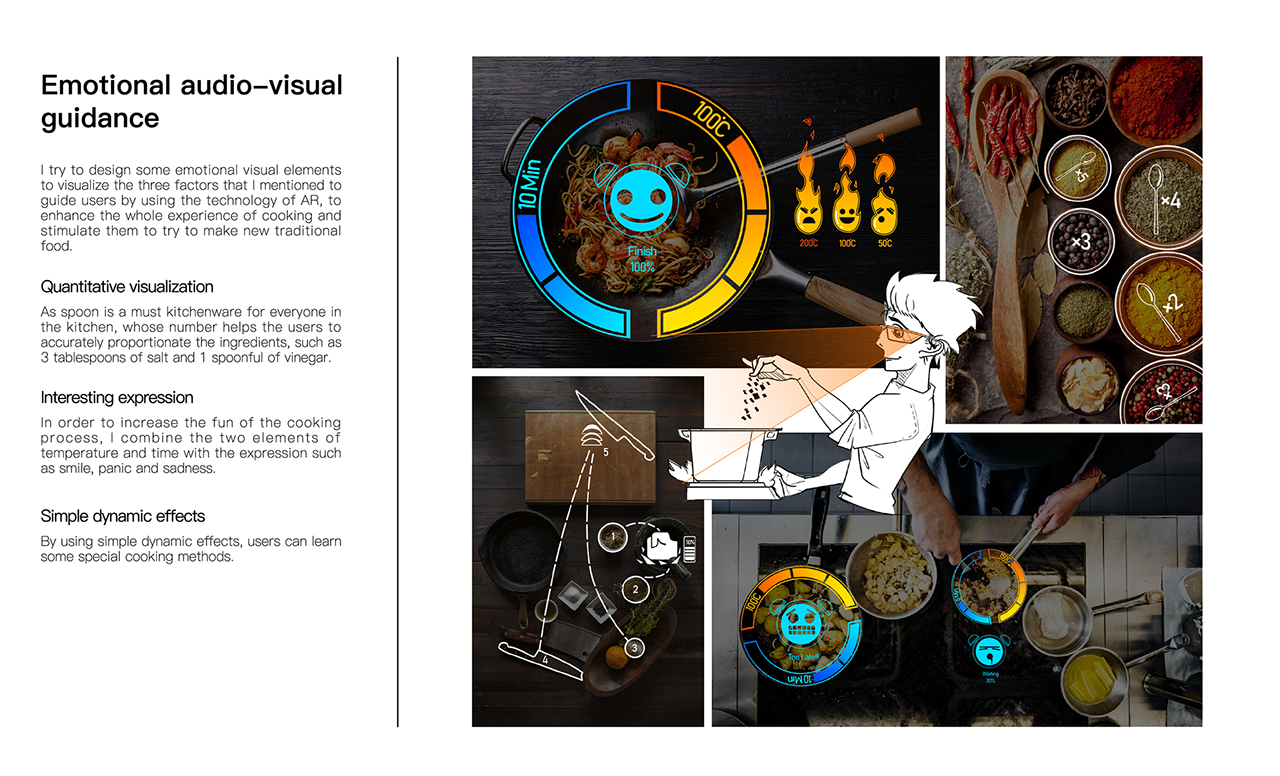 Emotional audio–visual
guidance
I try to design some emotional visual elements
to visualize the three factors that I mentioned to
guide users by using the technology of AR, to
enhance the whole experience of cooking and
stimulate them to try to make new traditional
food.
Quantitative visualization
As spoon is a must kitchenware for everyone in
the kitchen, whose number helps the users to
accurately proportionate the ingredients, such as
3 tablespoons of salt and 1 spoonful of vinegar.
Interesting expression
In order to increase the fun of the cooking
process, I combine the two elements of
temperature and time with the expression such
as smile, panic and sadness.
Simple dynamic effects
By using simple dynamic effects, users can learn
some special cooking methods.
10 Min
100℃
Finish
100%
200℃
100℃
50℃
×4
×3
×2
×3
5
1
50%
2
3
4
100℃
Too Late!!
10 Min
Waiting
30%